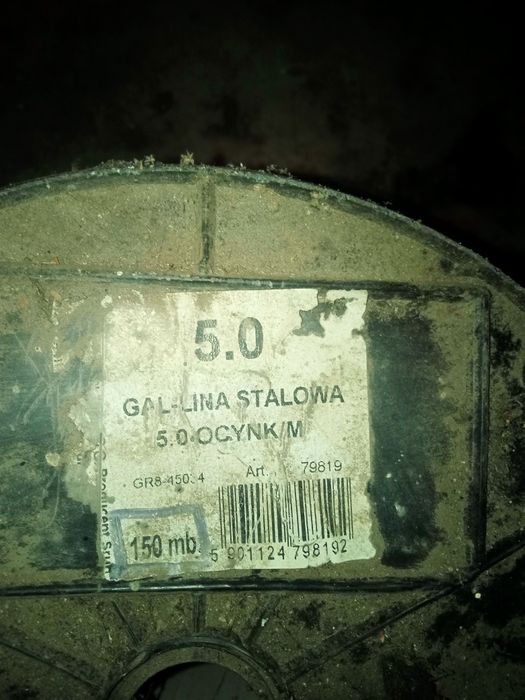 5.0
GAL-LINA STALOWA
5.0-OCYNK/M
Art. 79819
150 mb
5 901124 798192